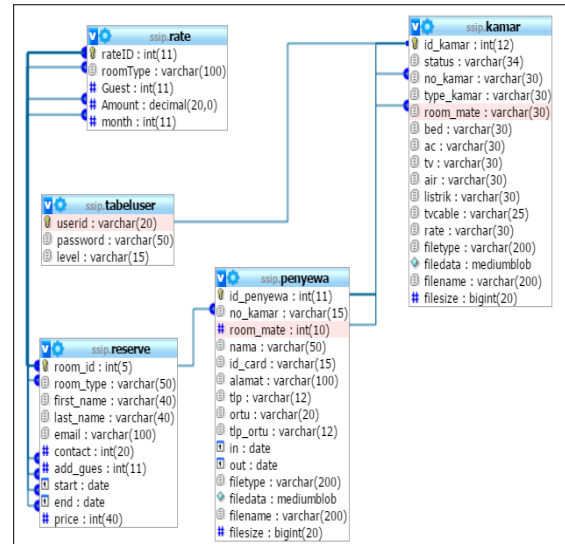 ssip.rate
rateID : int(11)
roomType : varchar(100)
# Guest : int(11)
# Amount : decimal(20,0)
# month : int(11)
ssip.kamar
id_kamar : int(12)
status : varchar(34)
no_kamar : varchar(30)
type_kamar : varchar(30)
room_mate : varchar(30)
bed : varchar(30)
ac : varchar(30)
tv : varchar(30)
air : varchar(30)
listrik : varchar(30)
tvcable : varchar(25)
rate : varchar(30)
filetype : varchar(200)
filedata : mediumblob
filename : varchar(200)
# filesize : bigint(20)
ssip.tabeluser
userid : varchar(20)
password : varchar(50)
level : varchar(15)
ssip.penyewa
id_penyewa : int(11)
no_kamar : varchar(15)
# room_mate : int(10)
nama : varchar(50)
id_card : varchar(15)
alamat : varchar(100)
tlp : varchar(12)
ortu : varchar(20)
tlp_ortu : varchar(12)
in : date
out : date
filetype : varchar(200)
filedata : mediumblob
filename : varchar(200)
# filesize : bigint(20)
ssip.reserve
room_id : int(5)
room_type : varchar(50)
first_name : varchar(40)
last_name : varchar(40)
email : varchar(100)
# contact : int(20)
# add_gues : int(11)
start : date
end : date
# price : int(40)